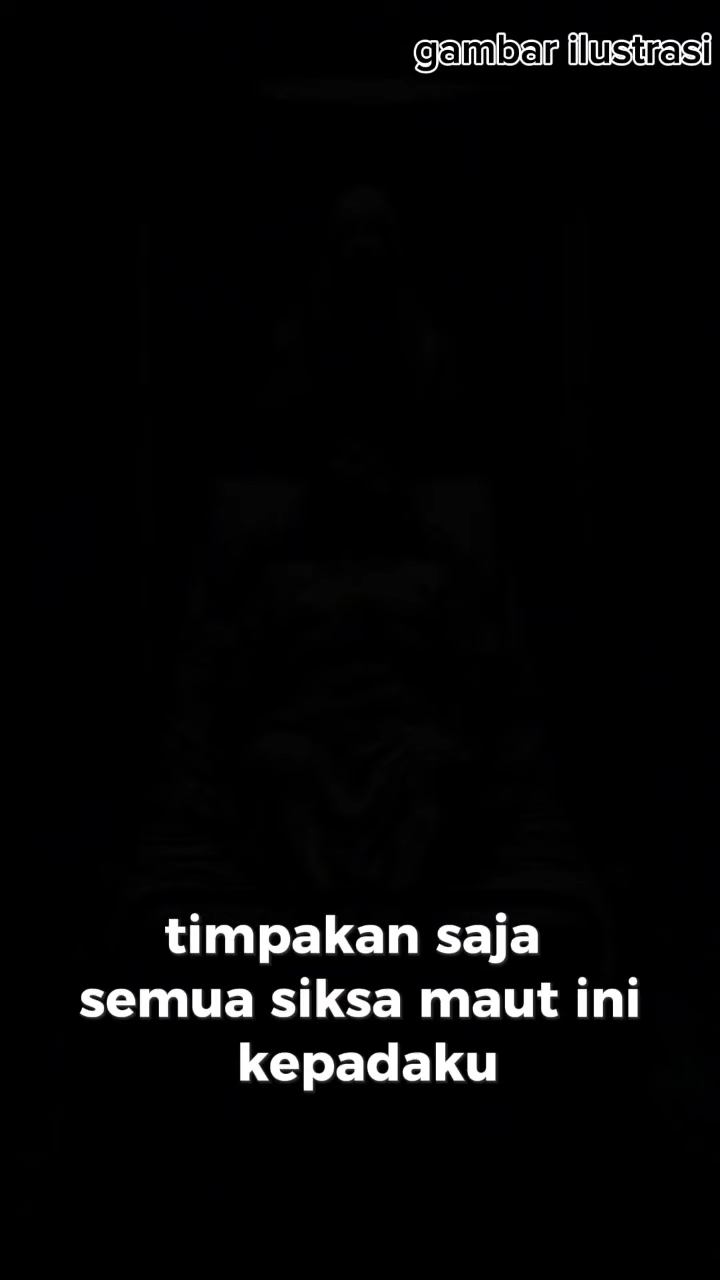 gambar ilustrasi
timpakan saja
semua siksa maut ini
kepadaku